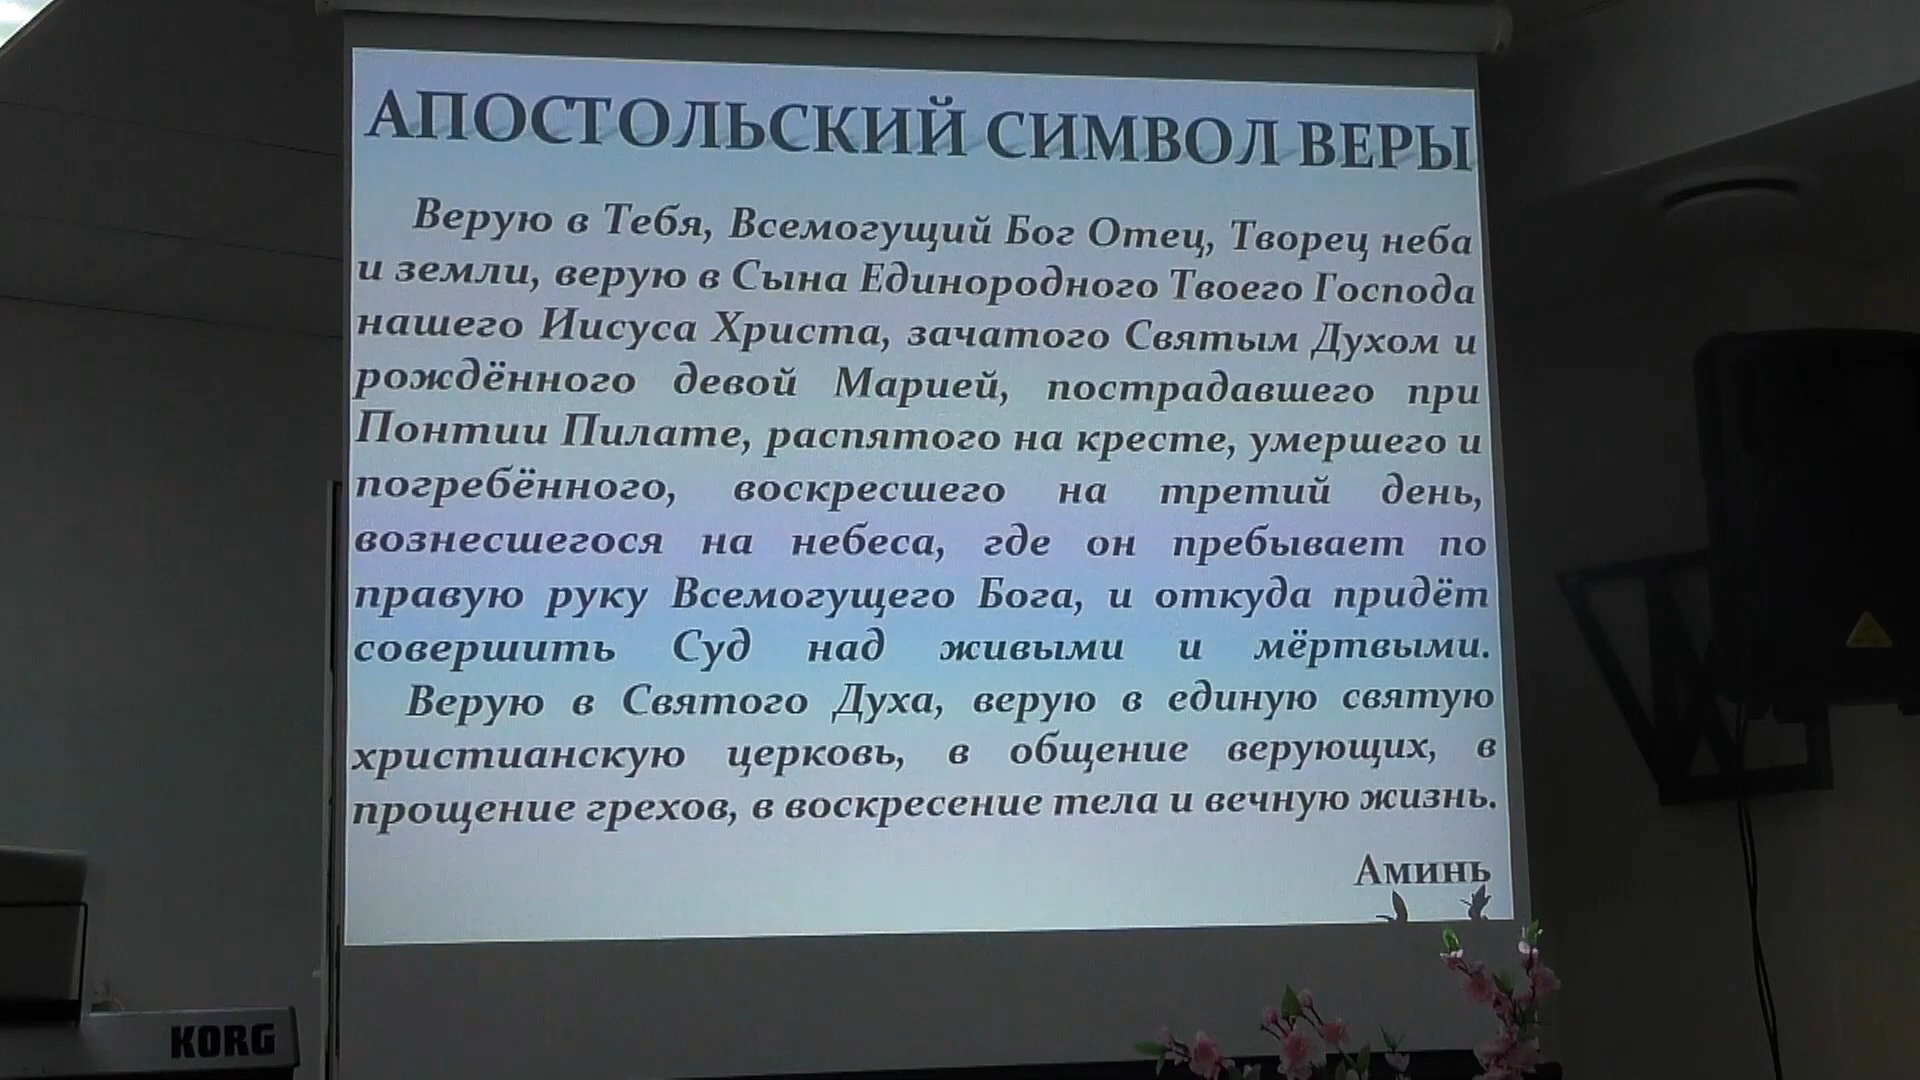 АПОСТОЛЬСКИЙ СИМВОЛ ВЕРЫ
Верую в Тебя, Всемогущий Бог Отец, Творец неба
и земли, верую в Сына Единородного Твоего Господа
нашего Иисуса Христа, зачатого Святым Духом и
рождённого девой Марией, пострадавшего при
Понтии Пилате, распятого на кресте, умершего и
погребённого, воскресшего на третий день,
вознесшегося на небеса, где он пребывает по
правую руку Всемогущего Бога, и откуда придёт
совершить Суд над живыми и мёртвыми.
Верую в Святого Духа, верую в единую святую
христианскую церковь, в общение верующих, в
прощение грехов, в воскресение тела и вечную жизнь.
Аминь
KORG